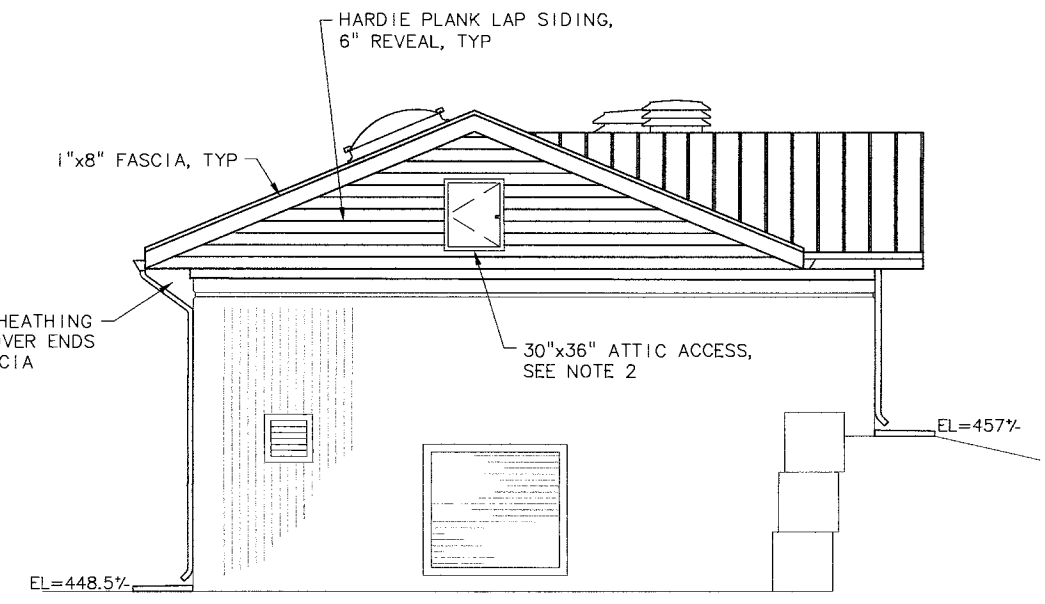 HARDIE PLANK LAP SIDING,
6" REVEAL, TYP
1"x8" FASCIA, TYP
HEATHING
OVER ENDS
CIA
30"x36" ATTIC ACCESS,
SEE NOTE 2
EL=457+/-
EL=448.5+/-